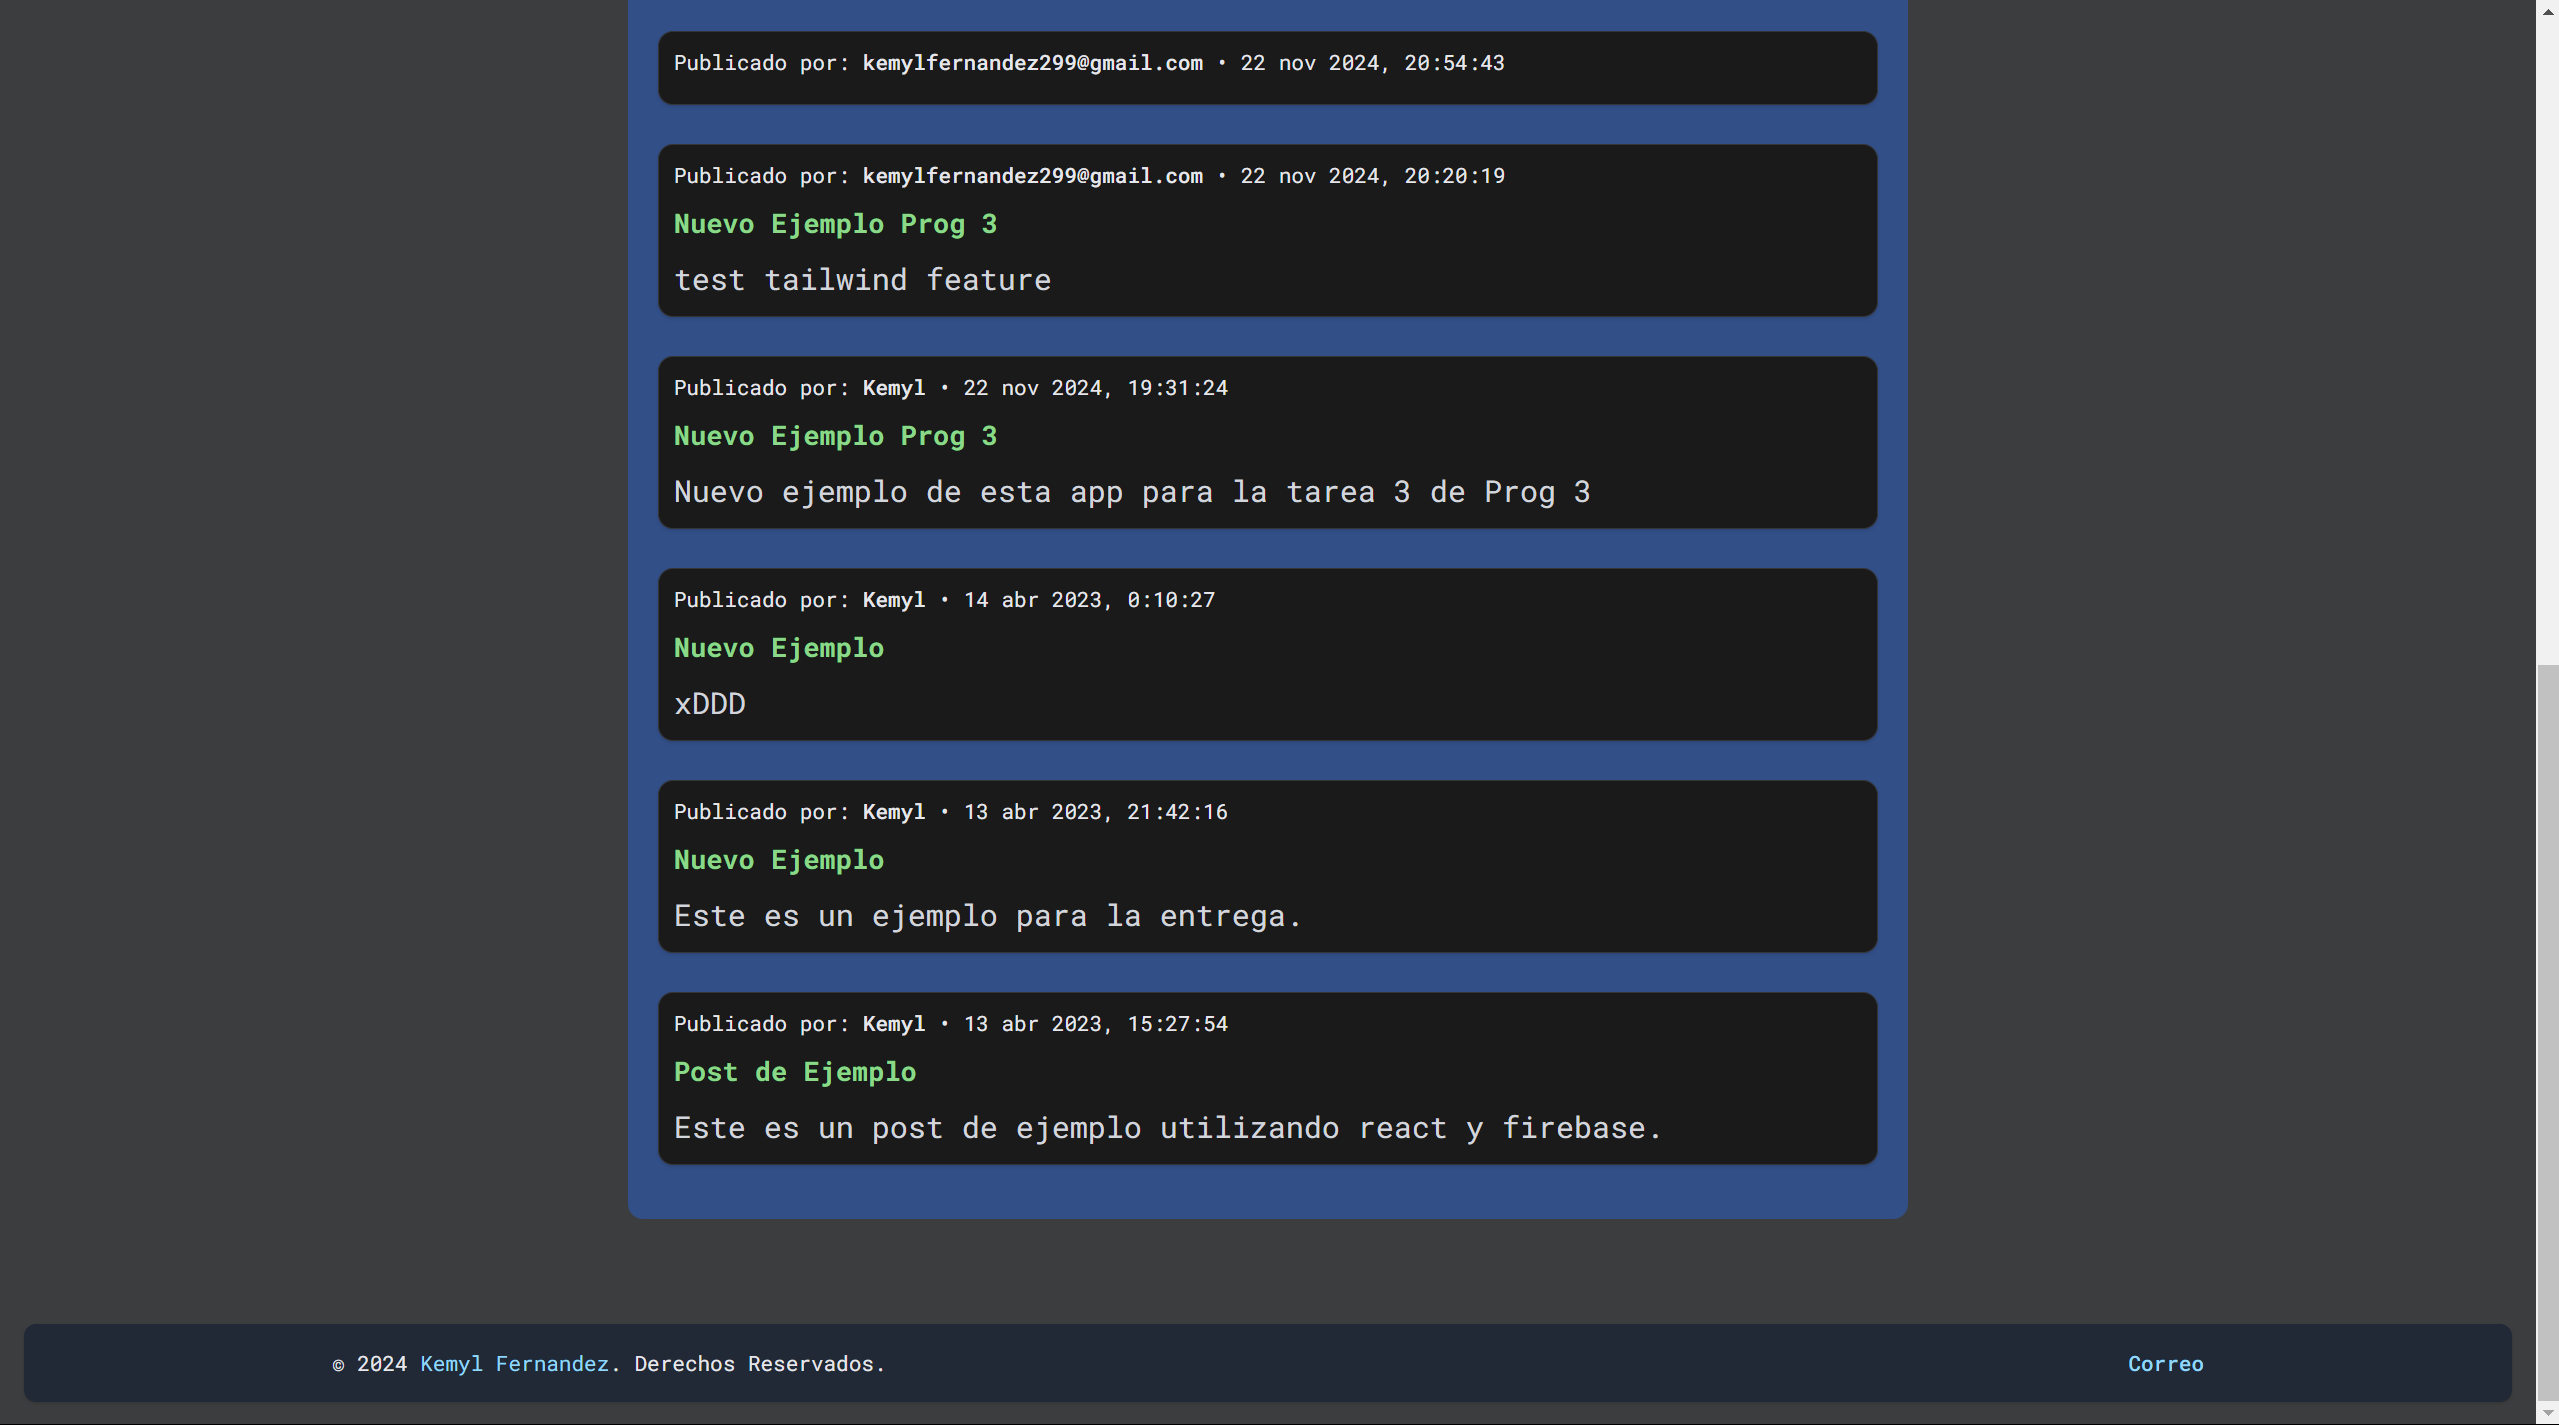 Publicado por: kemylfernandez299@gmail.com • 22 nov 2024, 20:54:43
Publicado por: kemylfernandez299@gmail.com • 22 nov 2024, 20:20:19
Nuevo Ejemplo Prog 3
test tailwind feature
Publicado por: Kemyl • 22 nov 2024, 19:31:24
Nuevo Ejemplo Prog 3
Nuevo ejemplo de esta app para la tarea 3 de Prog 3
Publicado por: Kemyl • 14 abr 2023, 0:10:27
Nuevo Ejemplo
xDDD
Publicado por: Kemyl • 13 abr 2023, 21:42:16
Nuevo Ejemplo
Este es un ejemplo para la entrega.
Publicado por: Kemyl • 13 abr 2023, 15:27:54
Post de Ejemplo
Este es un post de ejemplo utilizando react y firebase.
© 2024 Kemyl Fernandez. Derechos Reservados.
Correo